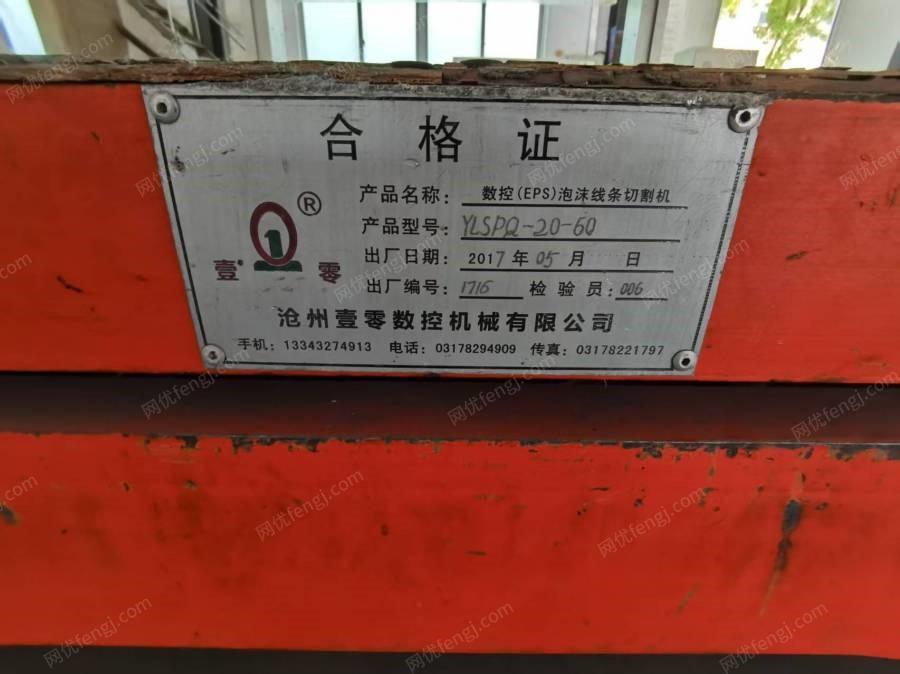 合格证
®
1
壹零
产品名称：数控(EPS)泡沫线条切割机
产品型号：YLSPQ-20-60
出厂日期：2017年05月 日
出厂编号：1716 检验员：006
沧州壹零数控机械有限公司
手机：13343274913 电话：03178294909 传真：03178221797
网优fengj.com